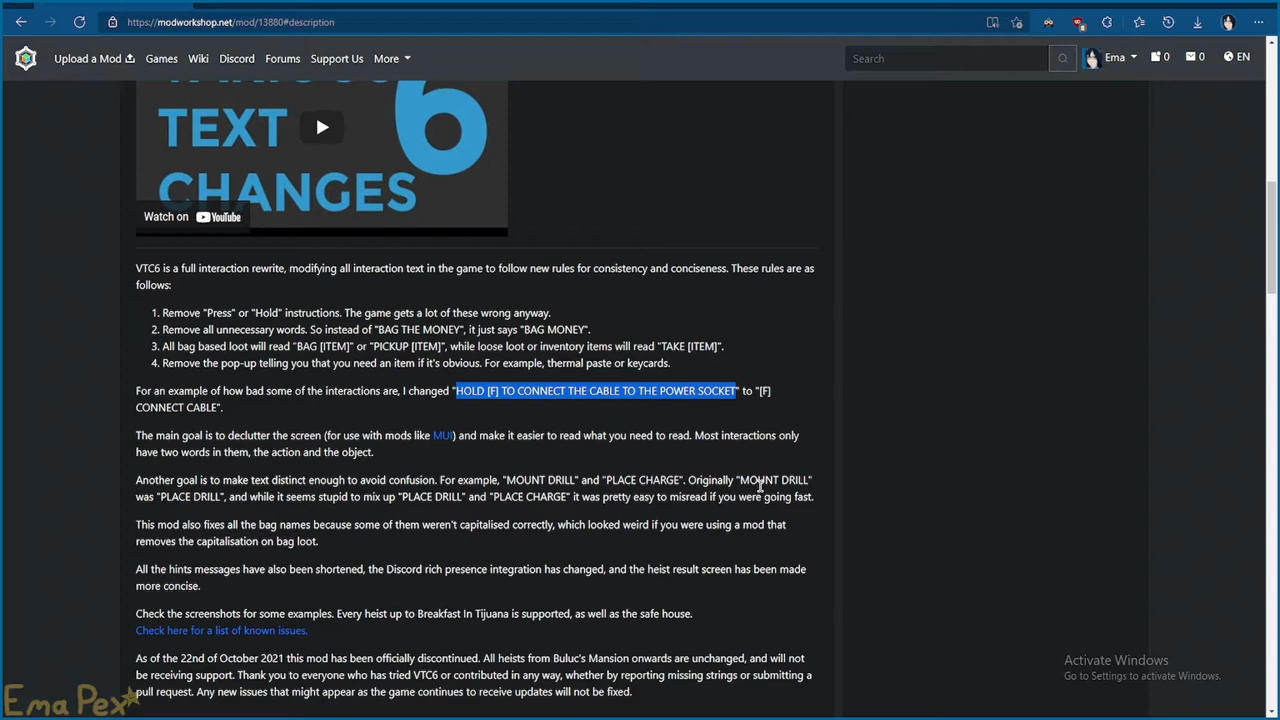 https://modworkshop.net/mod/13880#description
Upload a Mod Games Wiki Discord Forums Support Us More Search Ema 0 0 EN
6
TEXT
CHANGES
Watch on YouTube
VTC6 is a full interaction rewrite, modifying all interaction text in the game to follow new rules for consistency and conciseness. These rules are as
follows:
1. Remove "Press" or "Hold" instructions. The game gets a lot of these wrong anyway.
2. Remove all unnecessary words. So instead of "BAG THE MONEY", it just says "BAG MONEY".
3. All bag based loot will read "BAG [ITEM]" or "PICKUP [ITEM]", while loose loot or inventory items will read "TAKE [ITEM]".
4. Remove the pop-up telling you that you need an item if it's obvious. For example, thermal paste or keycards.
For an example of how bad some of the interactions are, I changed "HOLD [F] TO CONNECT THE CABLE TO THE POWER SOCKET" to "[F]
CONNECT CABLE".
The main goal is to declutter the screen (for use with mods like MUI) and make it easier to read what you need to read. Most interactions only
have two words in them, the action and the object.
Another goal is to make text distinct enough to avoid confusion. For example, "MOUNT DRILL" and "PLACE CHARGE". Originally "MOUNT DRILL"
was "PLACE DRILL", and while it seems stupid to mix up "PLACE DRILL" and "PLACE CHARGE" it was pretty easy to misread if you were going fast.
This mod also fixes all the bag names because some of them weren't capitalised correctly, which looked weird if you were using a mod that
removes the capitalisation on bag loot.
All the hints messages have also been shortened, the Discord rich presence integration has changed, and the heist result screen has been made
more concise.
Check the screenshots for some examples. Every heist up to Breakfast In Tijuana is supported, as well as the safe house.
Check here for a list of known issues.
As of the 22nd of October 2021 this mod has been officially discontinued. All heists from Buluc's Mansion onwards are unchanged, and will not
be receiving support. Thank you to everyone who has tried VTC6 or contributed in any way, whether by reporting missing strings or submitting a
pull request. Any new issues that might appear as the game continues to receive updates will not be fixed.
Activate Windows
Go to Settings to activate Windows.
Ema Pex